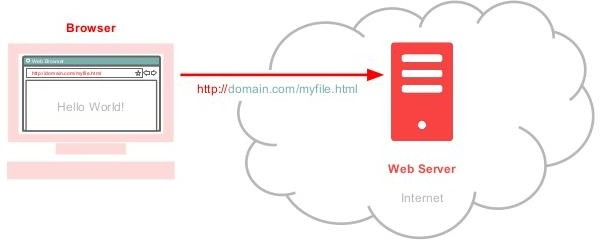 Browser
Web Browser
http://domain.com/myfile.html
Hello World!
http://domain.com/myfile.html
Web Server
Internet